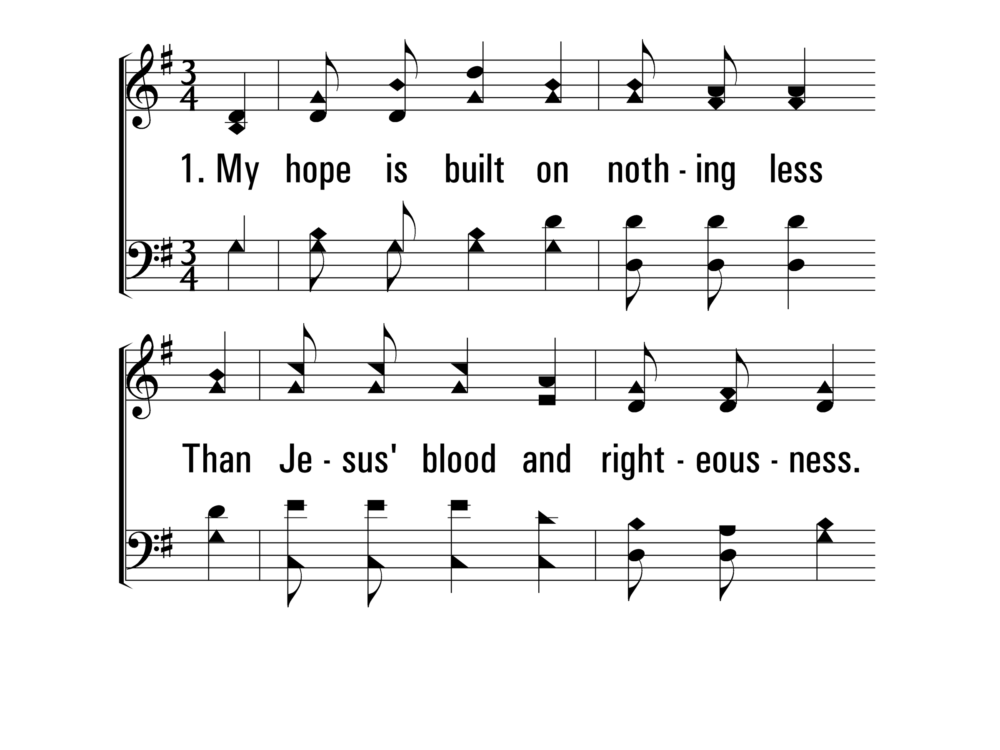 1. My hope is built on noth - ing less
Than Je - sus' blood and right - eous - ness.